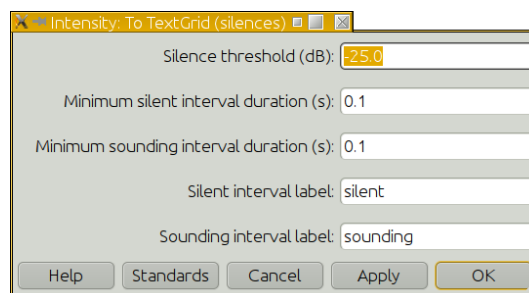 Intensity: To TextGrid (silences)
Silence threshold (dB): -25.0
Minimum silent interval duration (s): 0.1
Minimum sounding interval duration (s): 0.1
Silent interval label: silent
Sounding interval label: sounding
Help Standards Cancel Apply OK